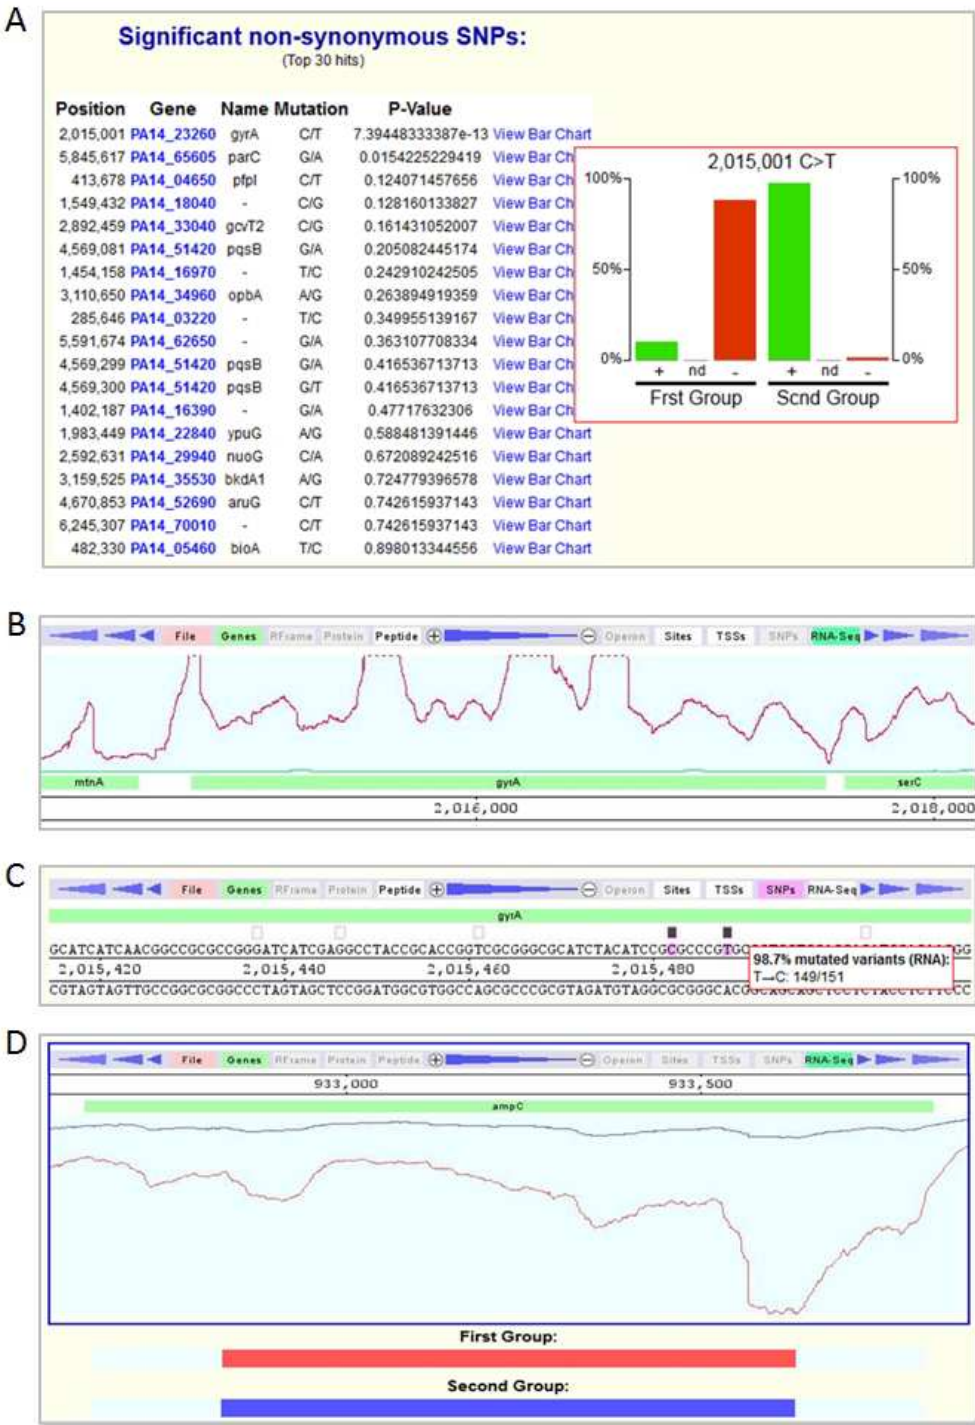 A
Significant non-synonymous SNPs:
(Top 30 hits)
Position Gene Name Mutation P-Value
2,015,001 PA14_23260 gyrA C/T 7.39448333387e-13 View Bar Chart
5,845,617 PA14_65605 parC G/A 0.0154225229419 View Bar Ch
413,678 PA14_04650 pfpI C/T 0.124071457656 View Bar Ch
1,549,432 PA14_18040 - C/G 0.128160133827 View Bar Ch
2,892,459 PA14_33040 gcvT2 C/G 0.161431052007 View Bar Ch
4,569,081 PA14_51420 pqsB G/A 0.205082445174 View Bar Ch
1,454,158 PA14_16970 - T/C 0.242910242505 View Bar Ch
3,110,650 PA14_34960 opbA A/G 0.263894919359 View Bar Ch
285,646 PA14_03220 - T/C 0.349955139167 View Bar Ch
5,591,674 PA14_62650 - G/A 0.363107708334 View Bar Ch
4,569,299 PA14_51420 pqsB G/A 0.416536713713 View Bar Ch
4,569,300 PA14_51420 pqsB G/T 0.416536713713 View Bar Ch
1,402,187 PA14_16390 - G/A 0.47717632306 View Bar Ch
1,983,449 PA14_22840 ypuG A/G 0.588481391446 View Bar Chart
2,592,631 PA14_29940 nuoG C/A 0.672089242516 View Bar Chart
3,159,525 PA14_35530 bkdA1 A/G 0.724779396578 View Bar Chart
4,670,853 PA14_52690 aruG C/T 0.742615937143 View Bar Chart
6,245,307 PA14_70010 - C/T 0.742615937143 View Bar Chart
482,330 PA14_05460 bioA T/C 0.898013344556 View Bar Chart
2,015,001 C>T
100% 100%
50% 50%
0% 0%
+ nd - + nd -
Frst Group Scnd Group
B
File Genes RFrame Protein Peptide + - Operon Sites TSSs SNPs RNA-Seq
mtnA gyrA serC
2,016,000 2,018,000
C
File Genes RFrame Protein Peptide + - Operon Sites TSSs SNPs RNA-Seq
gyrA
GCATCATCAACGGCCGCGCCGGGATCATCGAGGCCTACCGCACCGGTCGCGGGCGCATCTACATCCGCGCCCGTGC GG
2,015,420 2,015,440 2,015,460 2,015,480
98.7% mutated variants (RNA):
T→C: 149/151
CGTAGTAGTTGCCGGCGCGGCCCTAGTAGCTCCGGATGGCGTGGCCAGCGCCCGCGTAGATGTAGGCGCGGGCACG
D
File Genes RFrame Protein Peptide + - Operon Sites TSSs SNPs RNA-Seq
933,000 933,500
ampC
First Group:
Second Group: